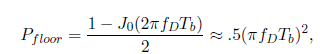 P_{floor} = \frac{1 - J_0(2\pi f_D T_b)}{2} \approx .5(\pi f_D T_b)^2,